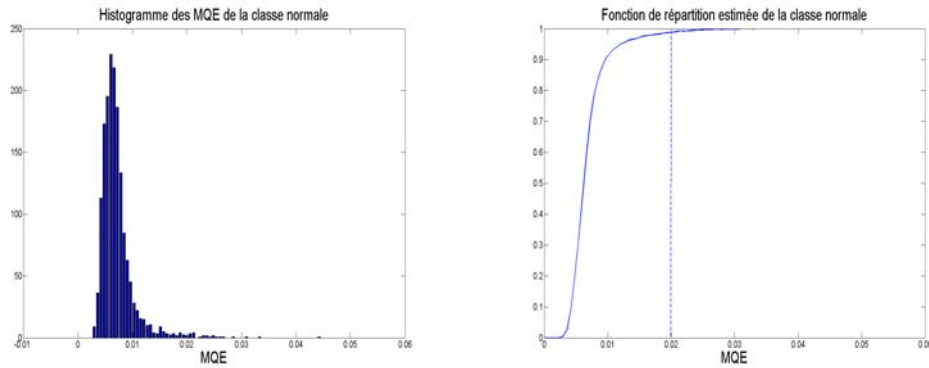 Histogramme des MQE de la classe normale
250
200
150
100
50
0
-0.01 0 0.01 0.02 0.03 0.04 0.05 0.06
MQE
Fonction de répartition estimée de la classe normale
1
0.9
0.8
0.7
0.6
0.5
0.4
0.3
0.2
0.1
0
0 0.01 0.02 0.03 0.04 0.05 0.06
MQE